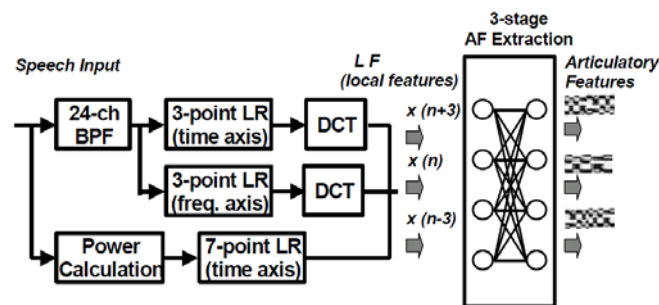 3-stage
AF Extraction
Speech Input
L F
(local features)
Articulatory
Features
24-ch
BPF
3-point LR
(time axis)
DCT
x (n+3)
3-point LR
(freq. axis)
DCT
x (n)
Power
Calculation
7-point LR
(time axis)
x (n-3)